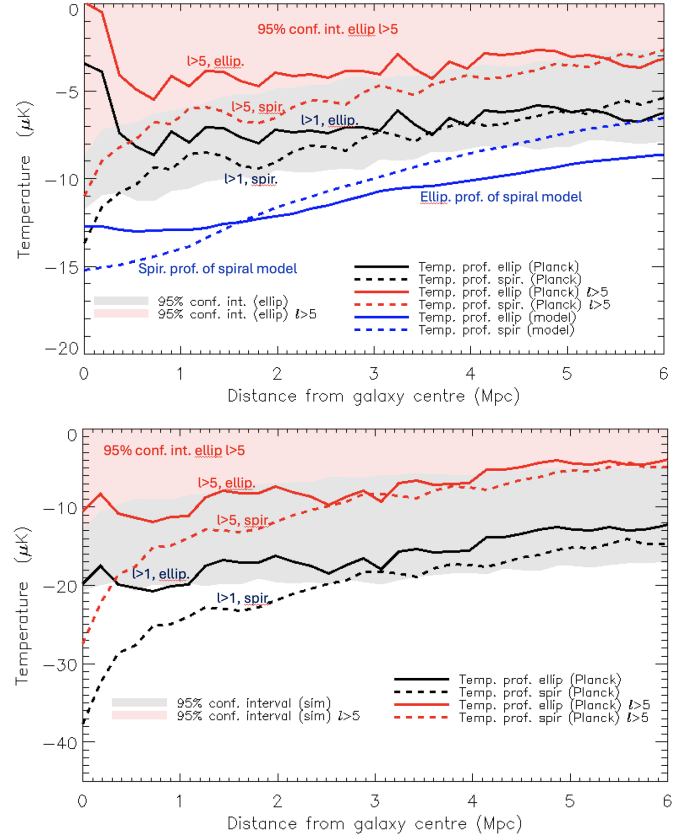 0
95% conf. int. ellip l>5
l>5, ellip.
−5
l>5, spir.
l>1, ellip.
Temperature (μK)
−10
l>1, spir.
Ellip. prof. of spiral model
−15
Spir. prof. of spiral model
Temp. prof. ellip (Planck)
Temp. prof. spir. (Planck)
Temp. prof. ellip (Planck) l>5
Temp. prof. spir. (Planck) l>5
Temp. prof. ellip (model)
Temp. prof. spir (model)
95% conf. int. (ellip)
95% conf. int. (ellip) l>5
−20
0 1 2 3 4 5 6
Distance from galaxy centre (Mpc)
0
95% conf. int. ellip l>5
l>5, ellip.
−10
l>5, spir.
Temperature (μK)
−20
l>1, ellip.
l>1, spir.
−30
Temp. prof. ellip (Planck)
Temp. prof. spir (Planck)
Temp. prof. ellip (Planck) l>5
Temp. prof. spir (Planck) l>5
95% conf. interval (sim)
95% conf. interval (sim) l>5
−40
0 1 2 3 4 5 6
Distance from galaxy centre (Mpc)